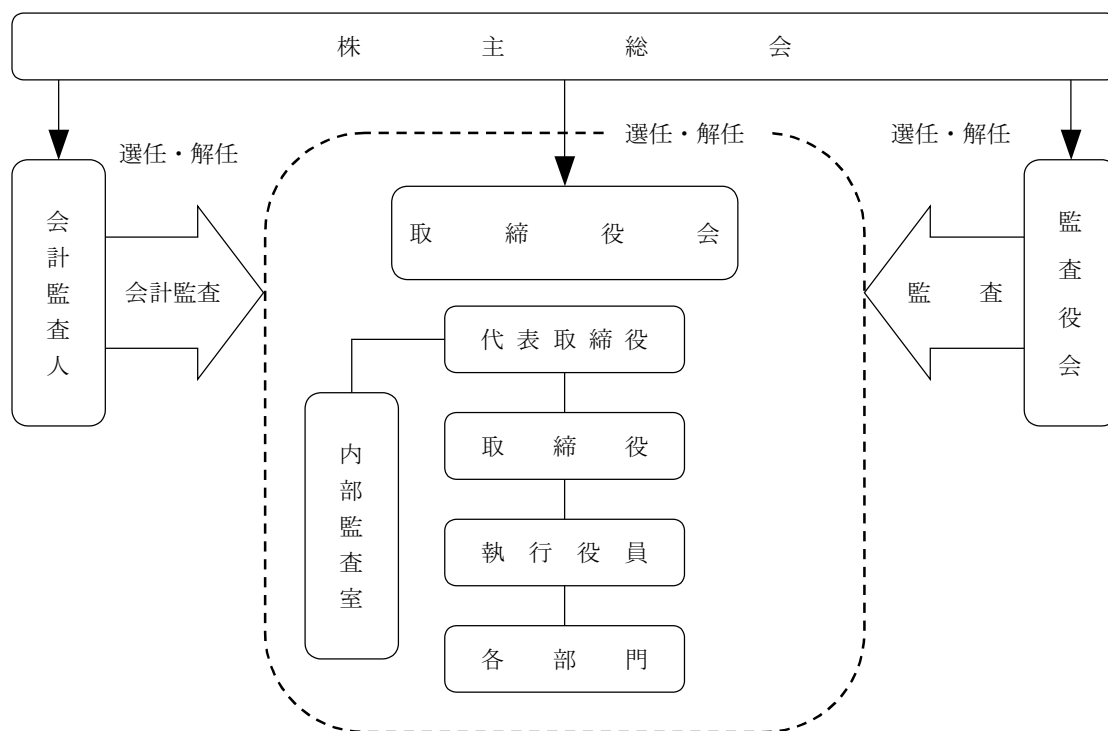 株主総会
選任・解任
選任・解任
選任・解任
会計監査人
会計監査
取締役会
監査
監査役会
代表取締役
内部監査室
取締役
執行役員
各部門